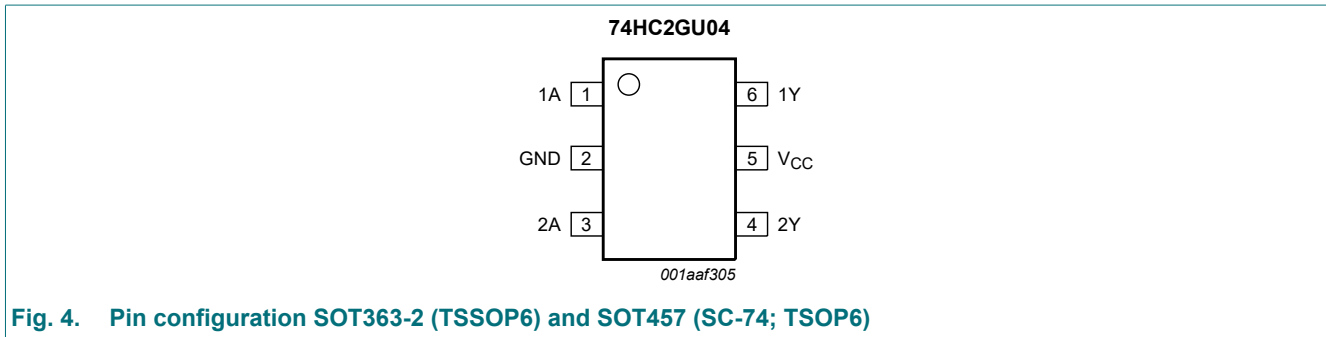 74HC2GU04
1A 1 6 1Y
GND 2 5 VCC
2A 3 4 2Y
001aaf305
Fig. 4. Pin configuration SOT363-2 (TSSOP6) and SOT457 (SC-74; TSOP6)